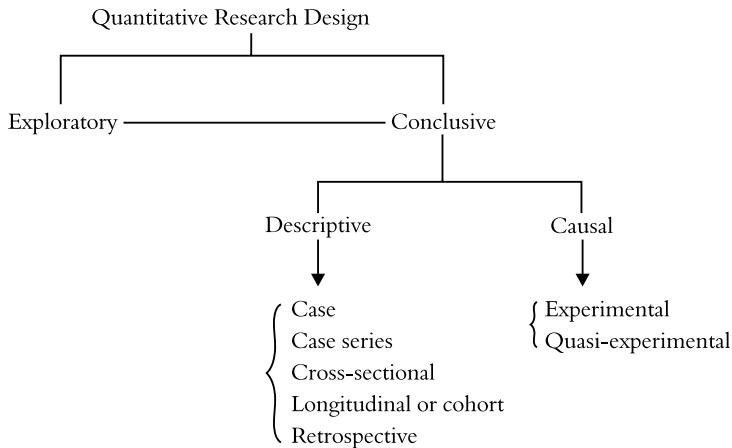 Quantitative Research Design
Exploratory
Conclusive
Descriptive
Causal
Case
Case series
Cross-sectional
Longitudinal or cohort
Retrospective
Experimental
Quasi-experimental